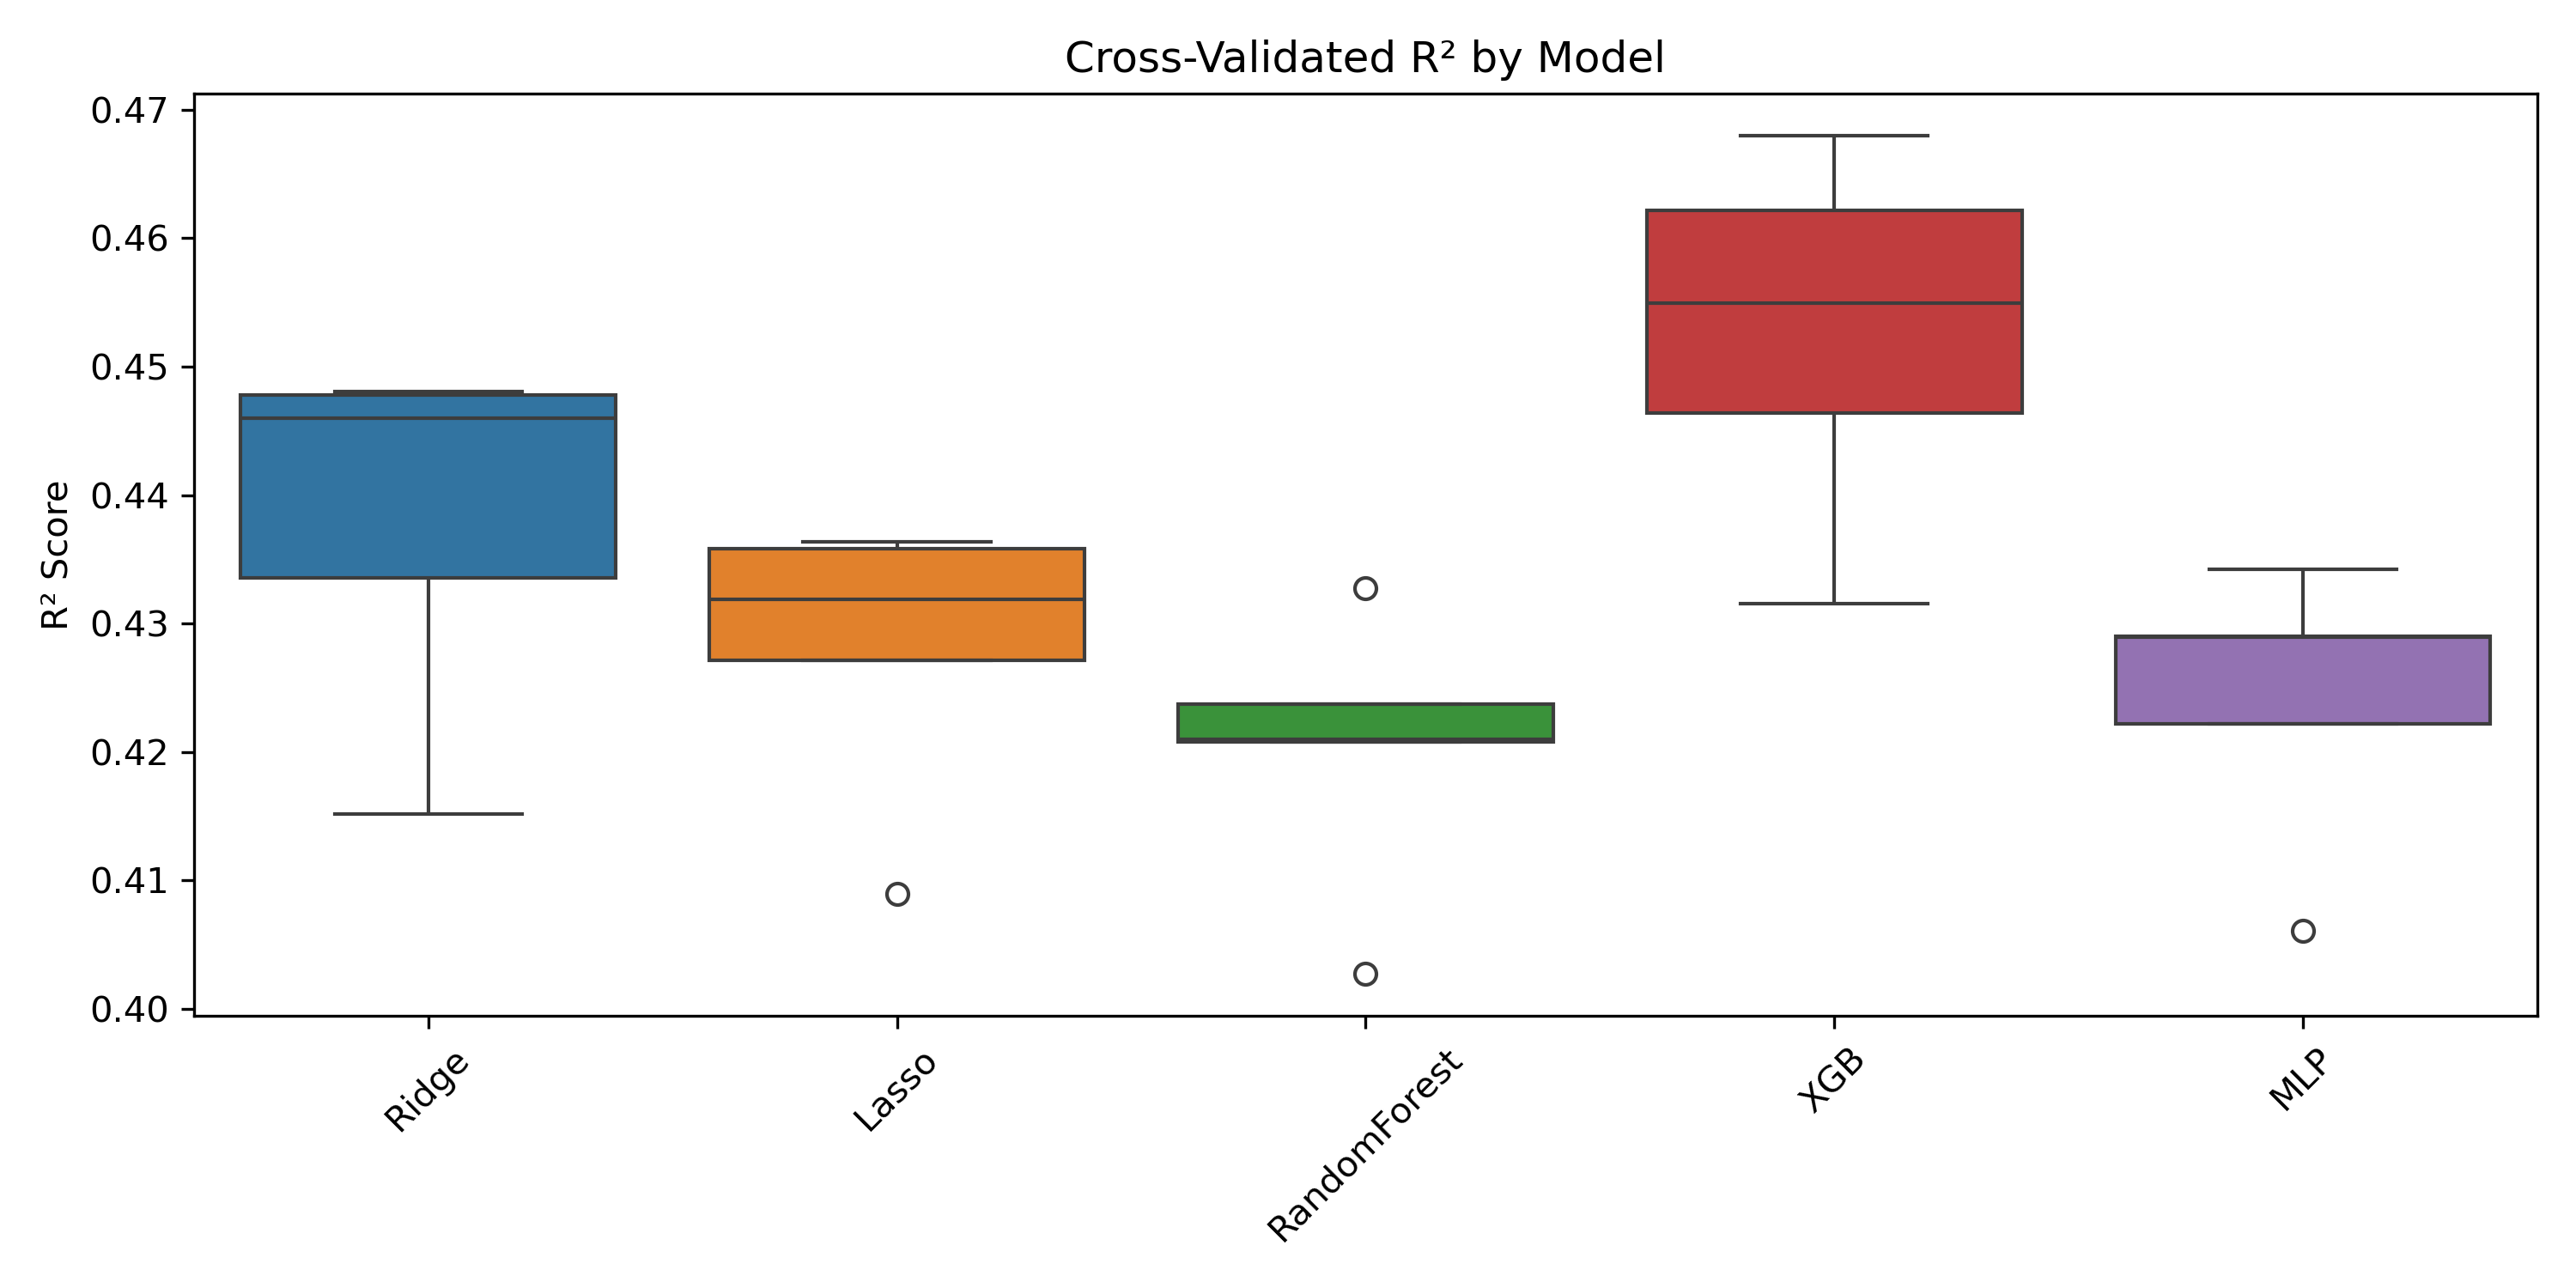 Cross-Validated R² by Model
R² Score
0.47
0.46
0.45
0.44
0.43
0.42
0.41
0.40
Ridge
Lasso
RandomForest
XGB
MLP